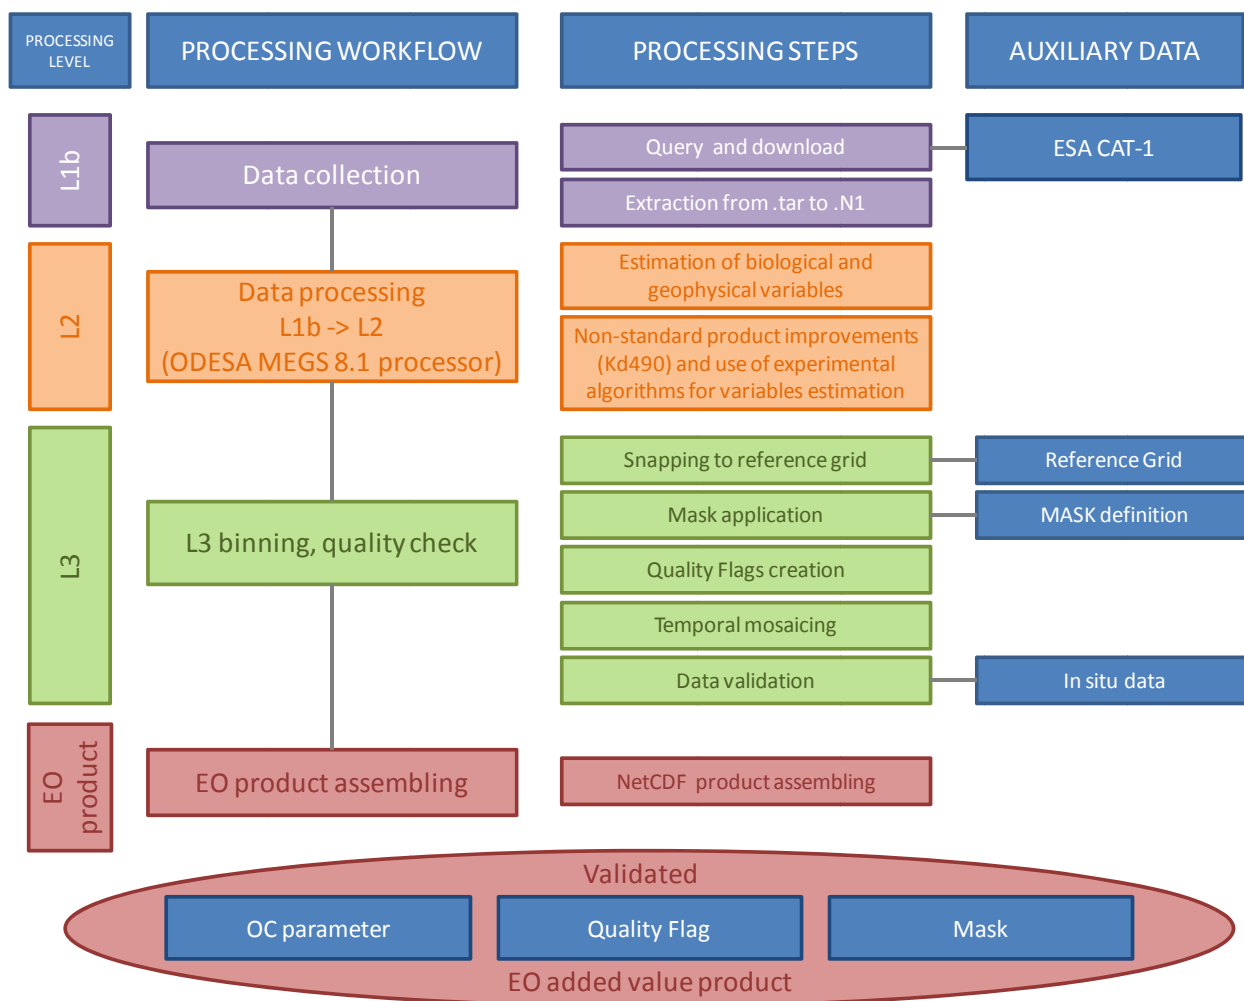 PROCESSING
LEVEL
PROCESSING WORKFLOW
PROCESSING STEPS
AUXILIARY DATA
L1b
Data collection
Query and download
ESA CAT-1
Extraction from .tar to .N1
L2
Data processing
L1b -> L2
(ODESA MEGS 8.1 processor)
Estimation of biological and
geophysical variables
Non-standard product improvements
(Kd490) and use of experimental
algorithms for variables estimation
L3
L3 binning, quality check
Snapping to reference grid
Reference Grid
Mask application
MASK definition
Quality Flags creation
Temporal mosaicing
Data validation
In situ data
EO
product
EO product assembling
NetCDF product assembling
Validated
OC parameter
Quality Flag
Mask
EO added value product